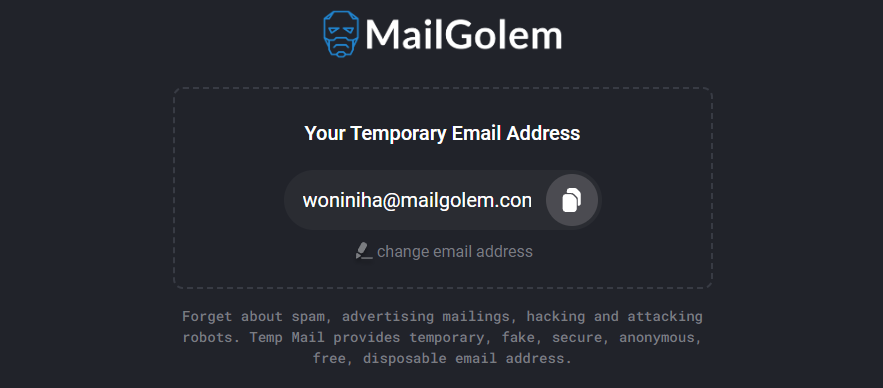 MailGolem
Your Temporary Email Address
woniniha@mailgolem.con
change email address
Forget about spam, advertising mailings, hacking and attacking
robots. Temp Mail provides temporary, fake, secure, anonymous,
free, disposable email address.